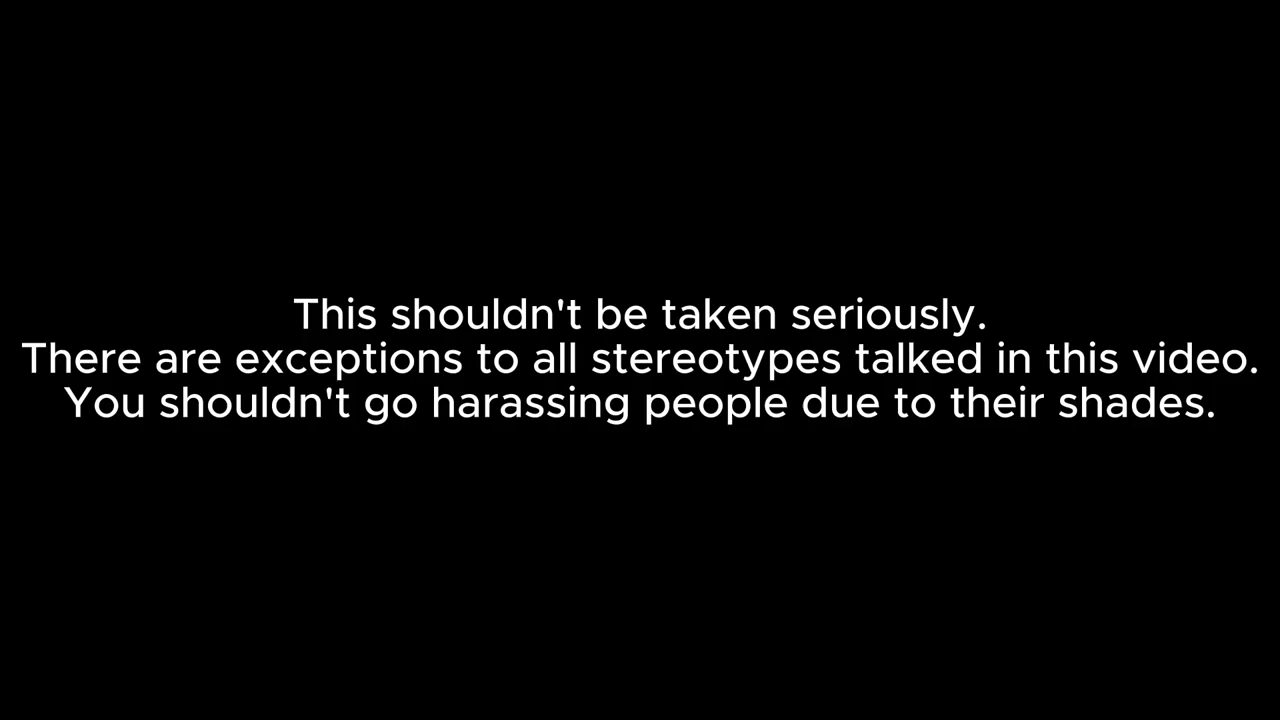 This shouldn't be taken seriously.
There are exceptions to all stereotypes talked in this video.
You shouldn't go harassing people due to their shades.